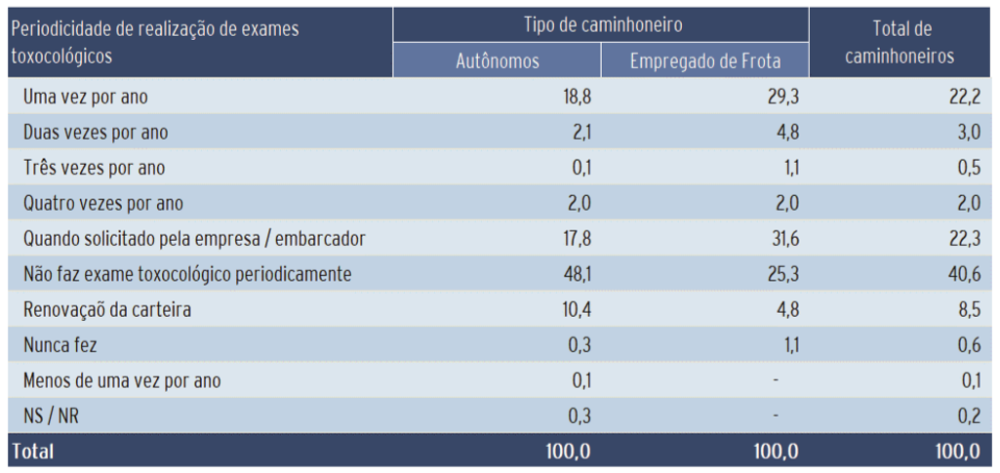 Periodicidade de realização de exames toxocológicos
Tipo de caminhoneiro
Total de caminhoneiros
Autônomos Empregado de Frota
Uma vez por ano 18,8 29,3 22,2
Duas vezes por ano 2,1 4,8 3,0
Três vezes por ano 0,1 1,1 0,5
Quatro vezes por ano 2,0 2,0 2,0
Quando solicitado pela empresa / embarcador 17,8 31,6 22,3
Não faz exame toxocológico periodicamente 48,1 25,3 40,6
Renovaçaõ da carteira 10,4 4,8 8,5
Nunca fez 0,3 1,1 0,6
Menos de uma vez por ano 0,1 - 0,1
NS / NR 0,3 - 0,2
Total 100,0 100,0 100,0